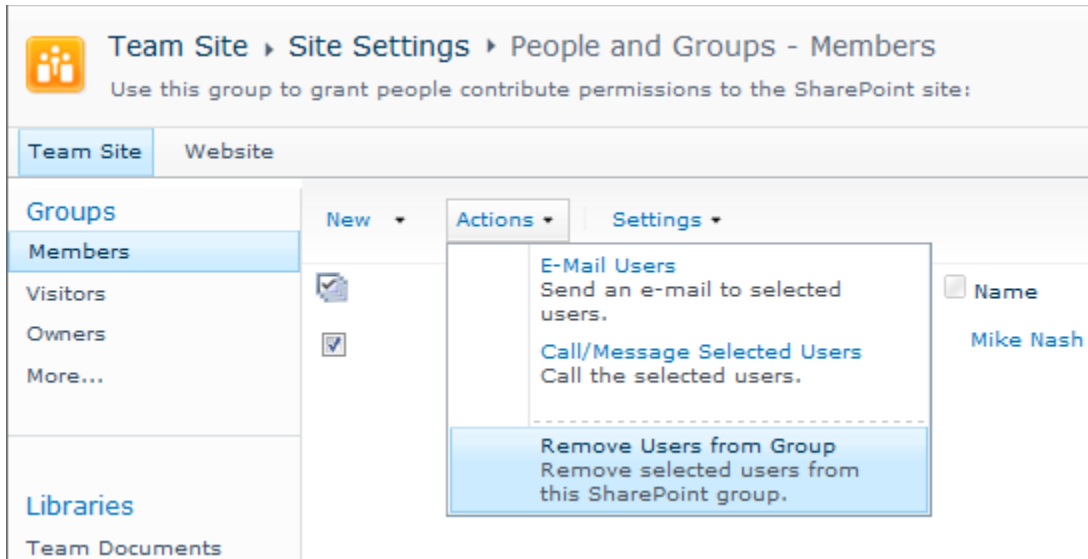 Team Site ▸ Site Settings ▸ People and Groups - Members
Use this group to grant people contribute permissions to the SharePoint site:
Team Site Website
Groups
Members
Visitors
Owners
More...
Libraries
Team Documents
New Actions Settings
E-Mail Users
Send an e-mail to selected
users.
Call/Message Selected Users
Call the selected users.
Remove Users from Group
Remove selected users from
this SharePoint group.
Name
Mike Nash